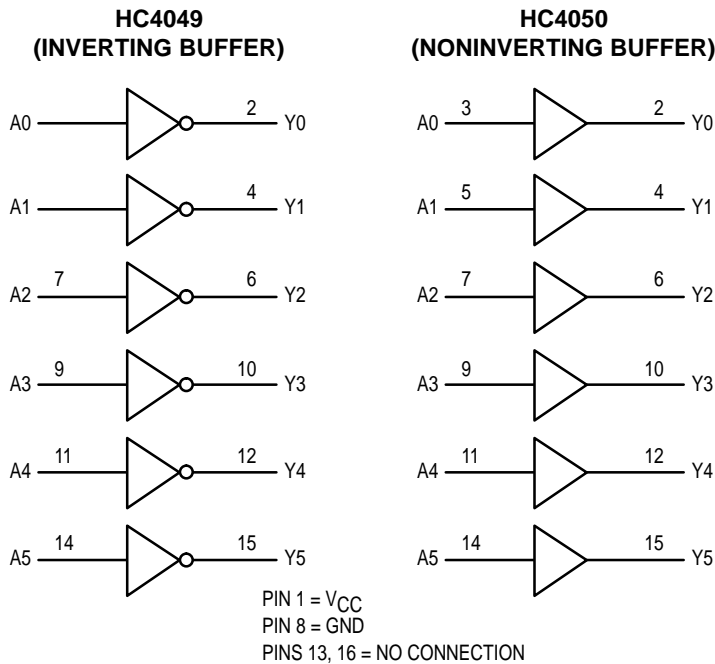 HC4049
(INVERTING BUFFER)
A0 2 Y0
A1 4 Y1
A2 7 6 Y2
A3 9 10 Y3
A4 11 12 Y4
A5 14 15 Y5
HC4050
(NONINVERTING BUFFER)
A0 3 2 Y0
A1 5 4 Y1
A2 7 6 Y2
A3 9 10 Y3
A4 11 12 Y4
A5 14 15 Y5
PIN 1 = VCC
PIN 8 = GND
PINS 13, 16 = NO CONNECTION